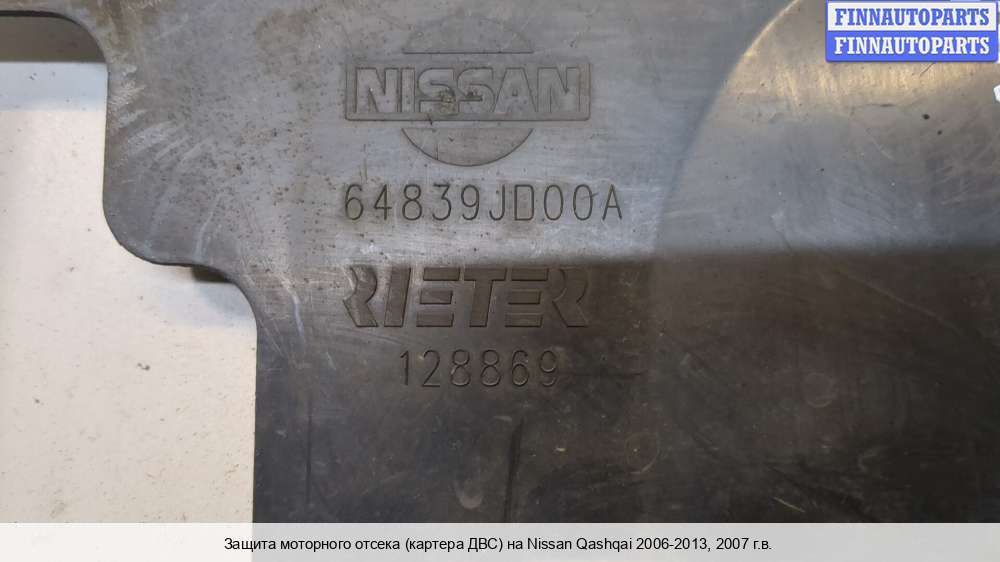 FINNAUTOPARTS
FINNAUTOPARTS
NISSAN
64839JD00A
RIETER
128869
Защита моторного отсека (картера ДВС) на Nissan Qashqai 2006-2013, 2007 г.в.